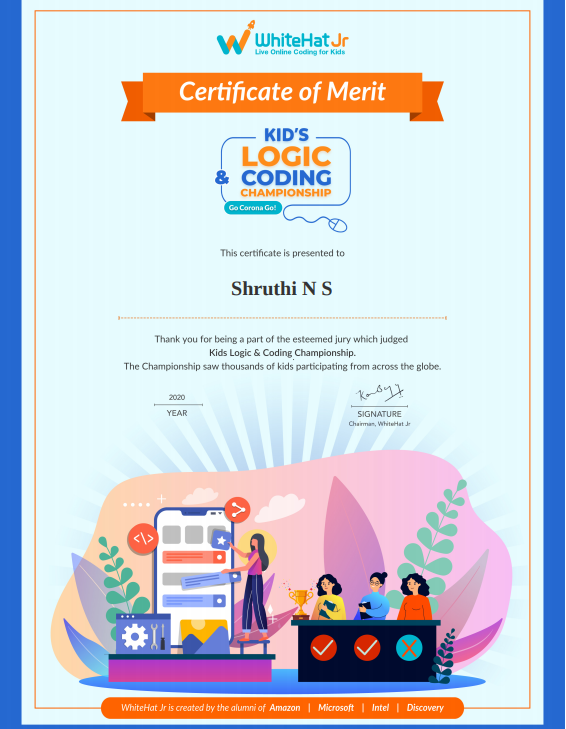 WhiteHat Jr
Live Online Coding for Kids
Certificate of Merit
KID'S
LOGIC
& CODING
CHAMPIONSHIP
Go Corona Go!
This certificate is presented to
Shruthi N S
Thank you for being a part of the esteemed jury which judged
Kids Logic & Coding Championship.
The Championship saw thousands of kids participating from across the globe.
2020
YEAR
SIGNATURE
Chairman, WhiteHat Jr
</>
WhiteHat Jr is created by the alumni of Amazon | Microsoft | Intel | Discovery